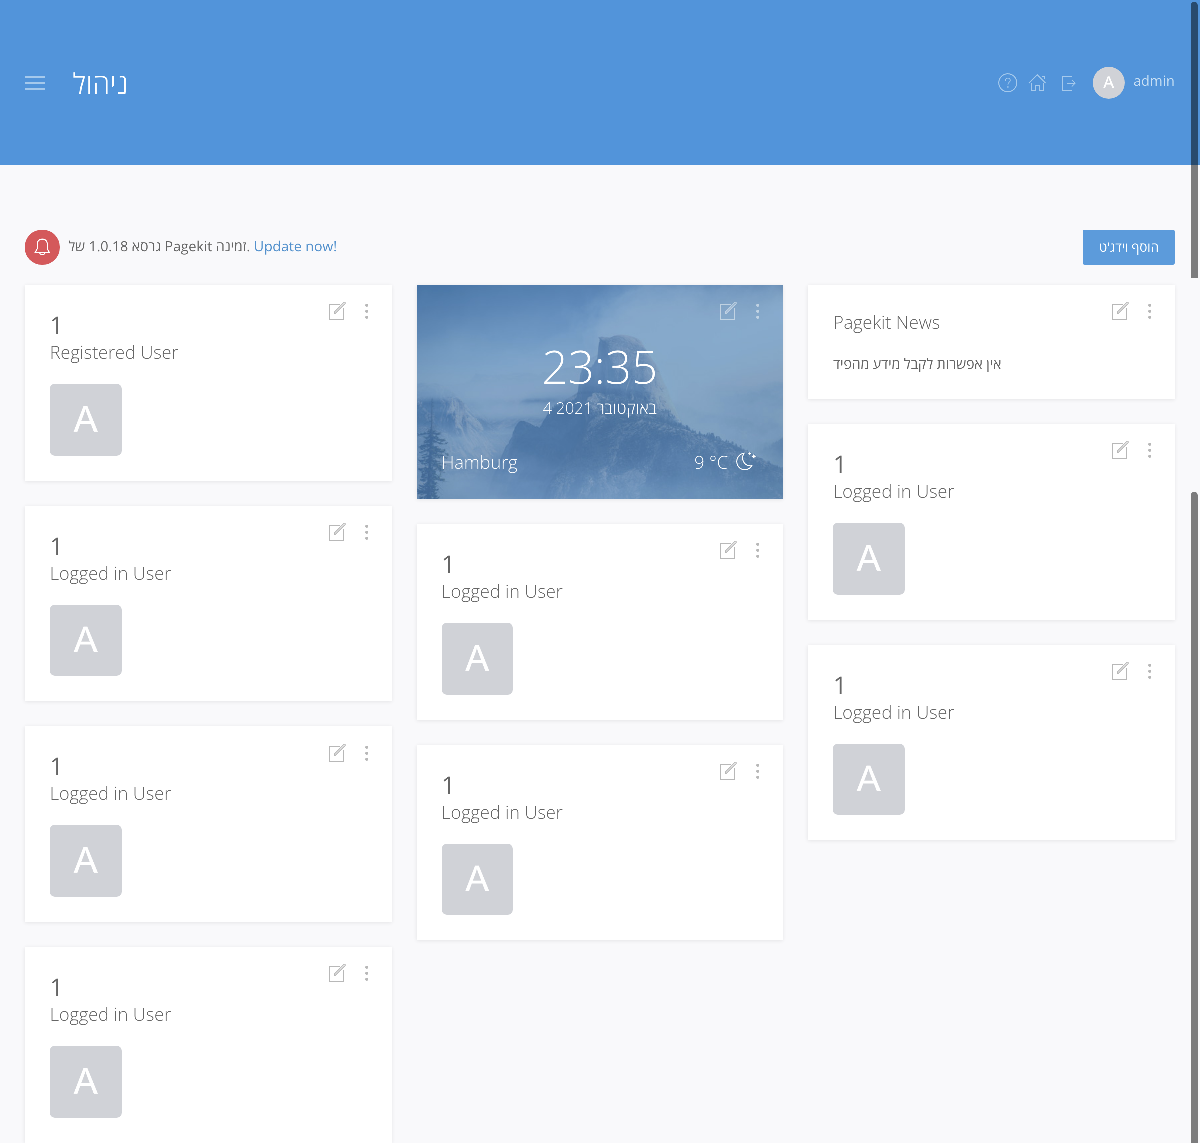 ניהול
A admin
גרסא 1.0.18 של Pagekit זמינה. Update now!
הוסף וידג'ט
1
Registered User
A
1
Logged in User
A
1
Logged in User
A
1
Logged in User
A
23:35
4 באוקטובר 2021
Hamburg 9 °C
1
Logged in User
A
1
Logged in User
A
Pagekit News
אין אפשרות לקבל מידע מהפיד
1
Logged in User
A
1
Logged in User
A